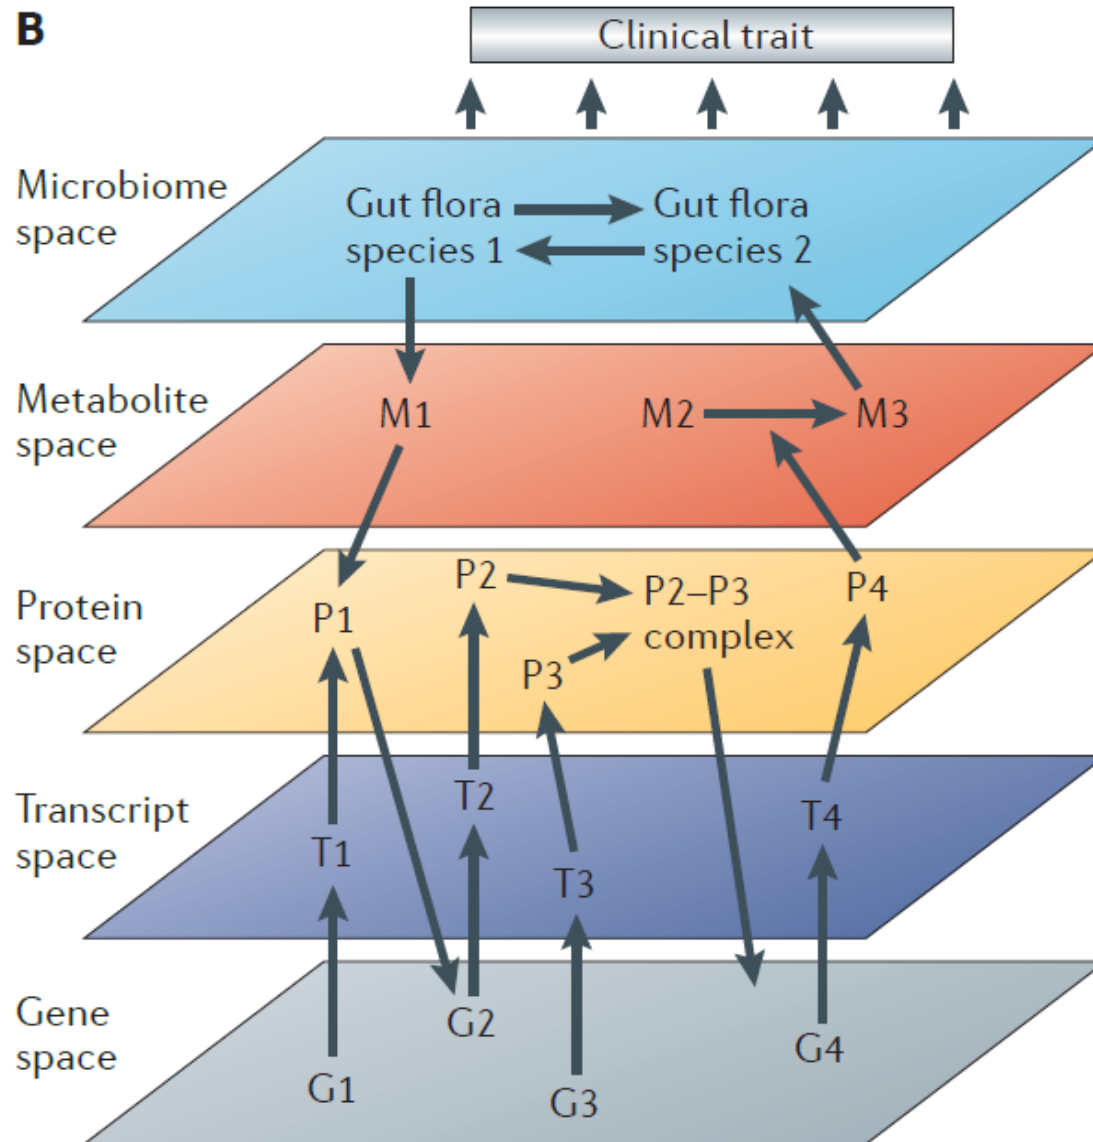 B
Clinical trait
Microbiome
space
Gut flora
species 1
Gut flora
species 2
Metabolite
space
M1
M2
M3
Protein
space
P1
P2
P3
P2–P3
complex
P4
Transcript
space
T1
T2
T3
T4
Gene
space
G1
G2
G3
G4